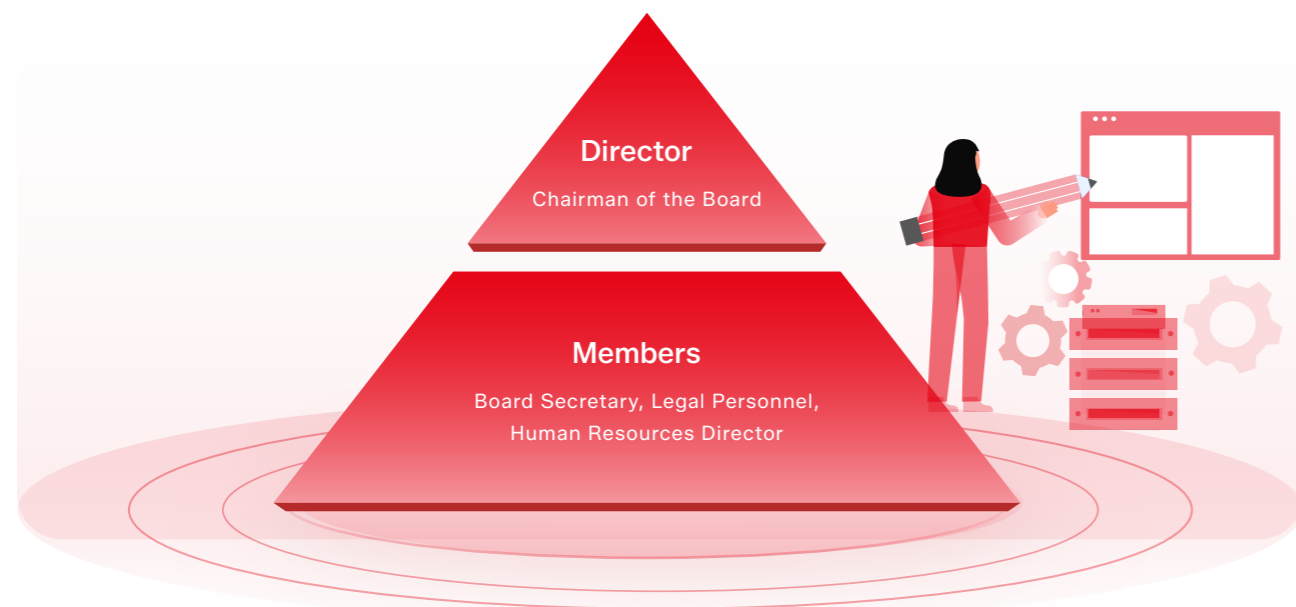 Director
Chairman of the Board
Members
Board Secretary, Legal Personnel,
Human Resources Director